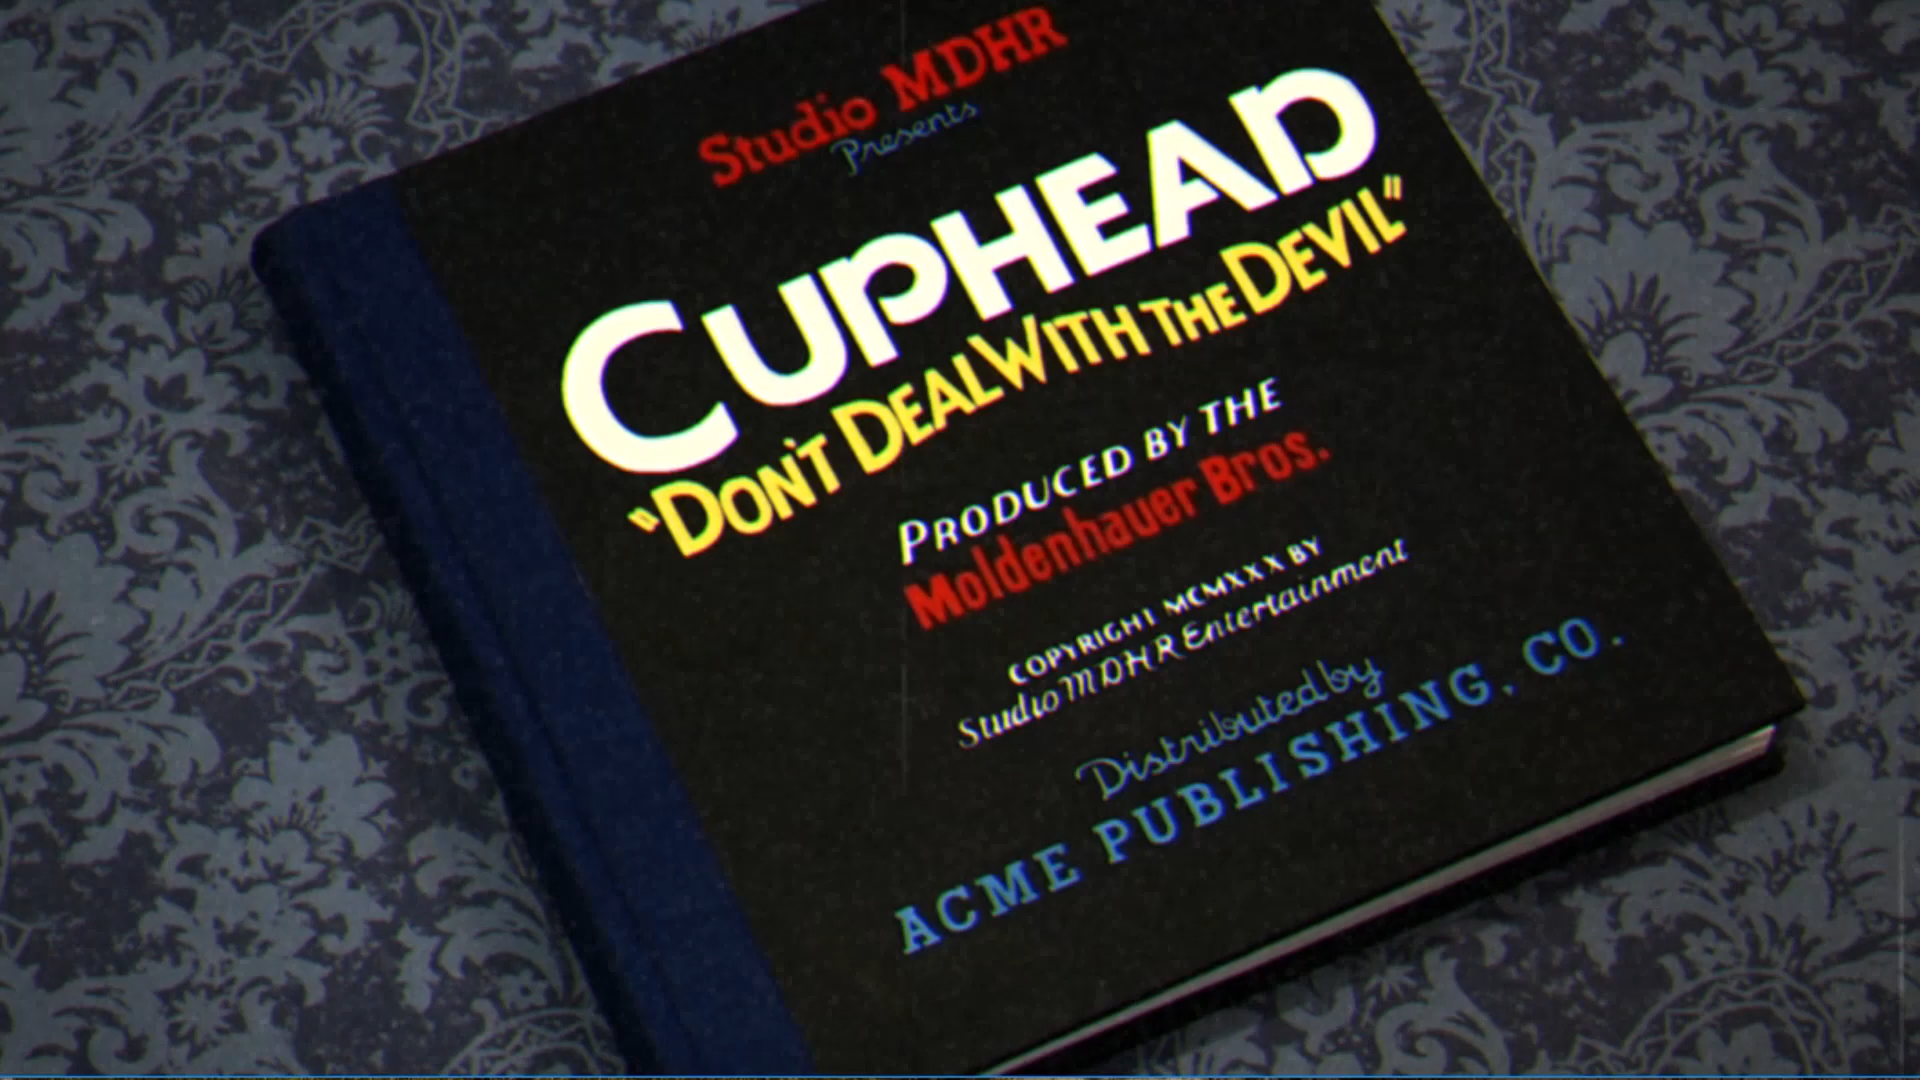 Studio MDHR
Presents
CUPHEAD
"DON'T DEAL WITH THE DEVIL"
PRODUCED BY THE
Moldenhauer Bros.
COPYRIGHT MCMXXX BY
Studio MDHR Entertainment
Distributed by
ACME PUBLISHING. CO.